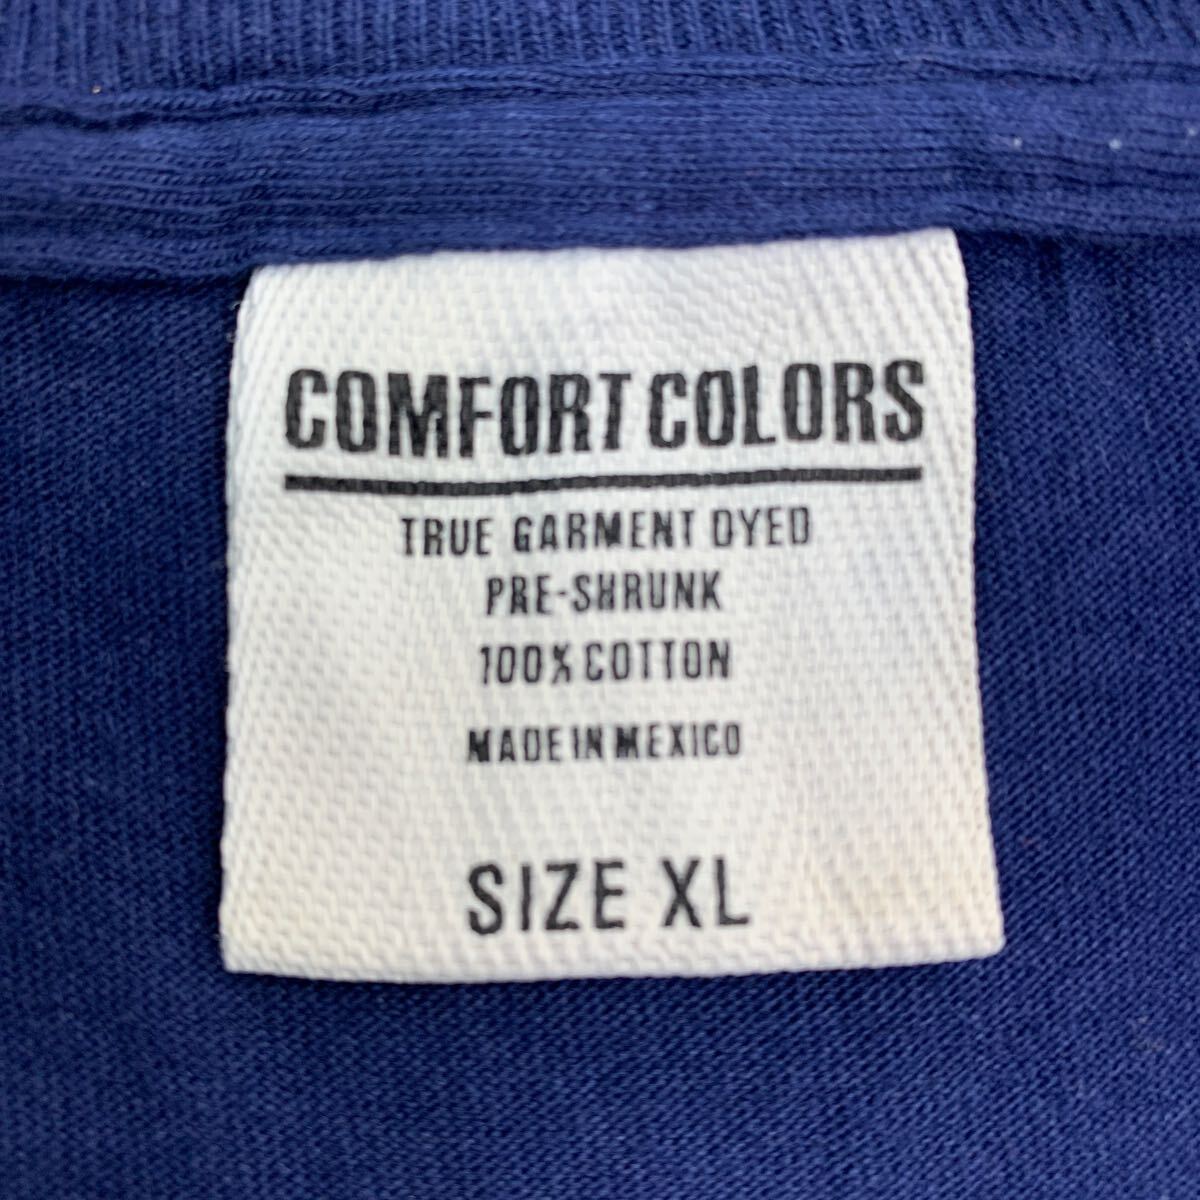 COMFORT COLORS
TRUE GARMENT DYED
PRE-SHRUNK
100% COTTON
MADE IN MEXICO
SIZE XL